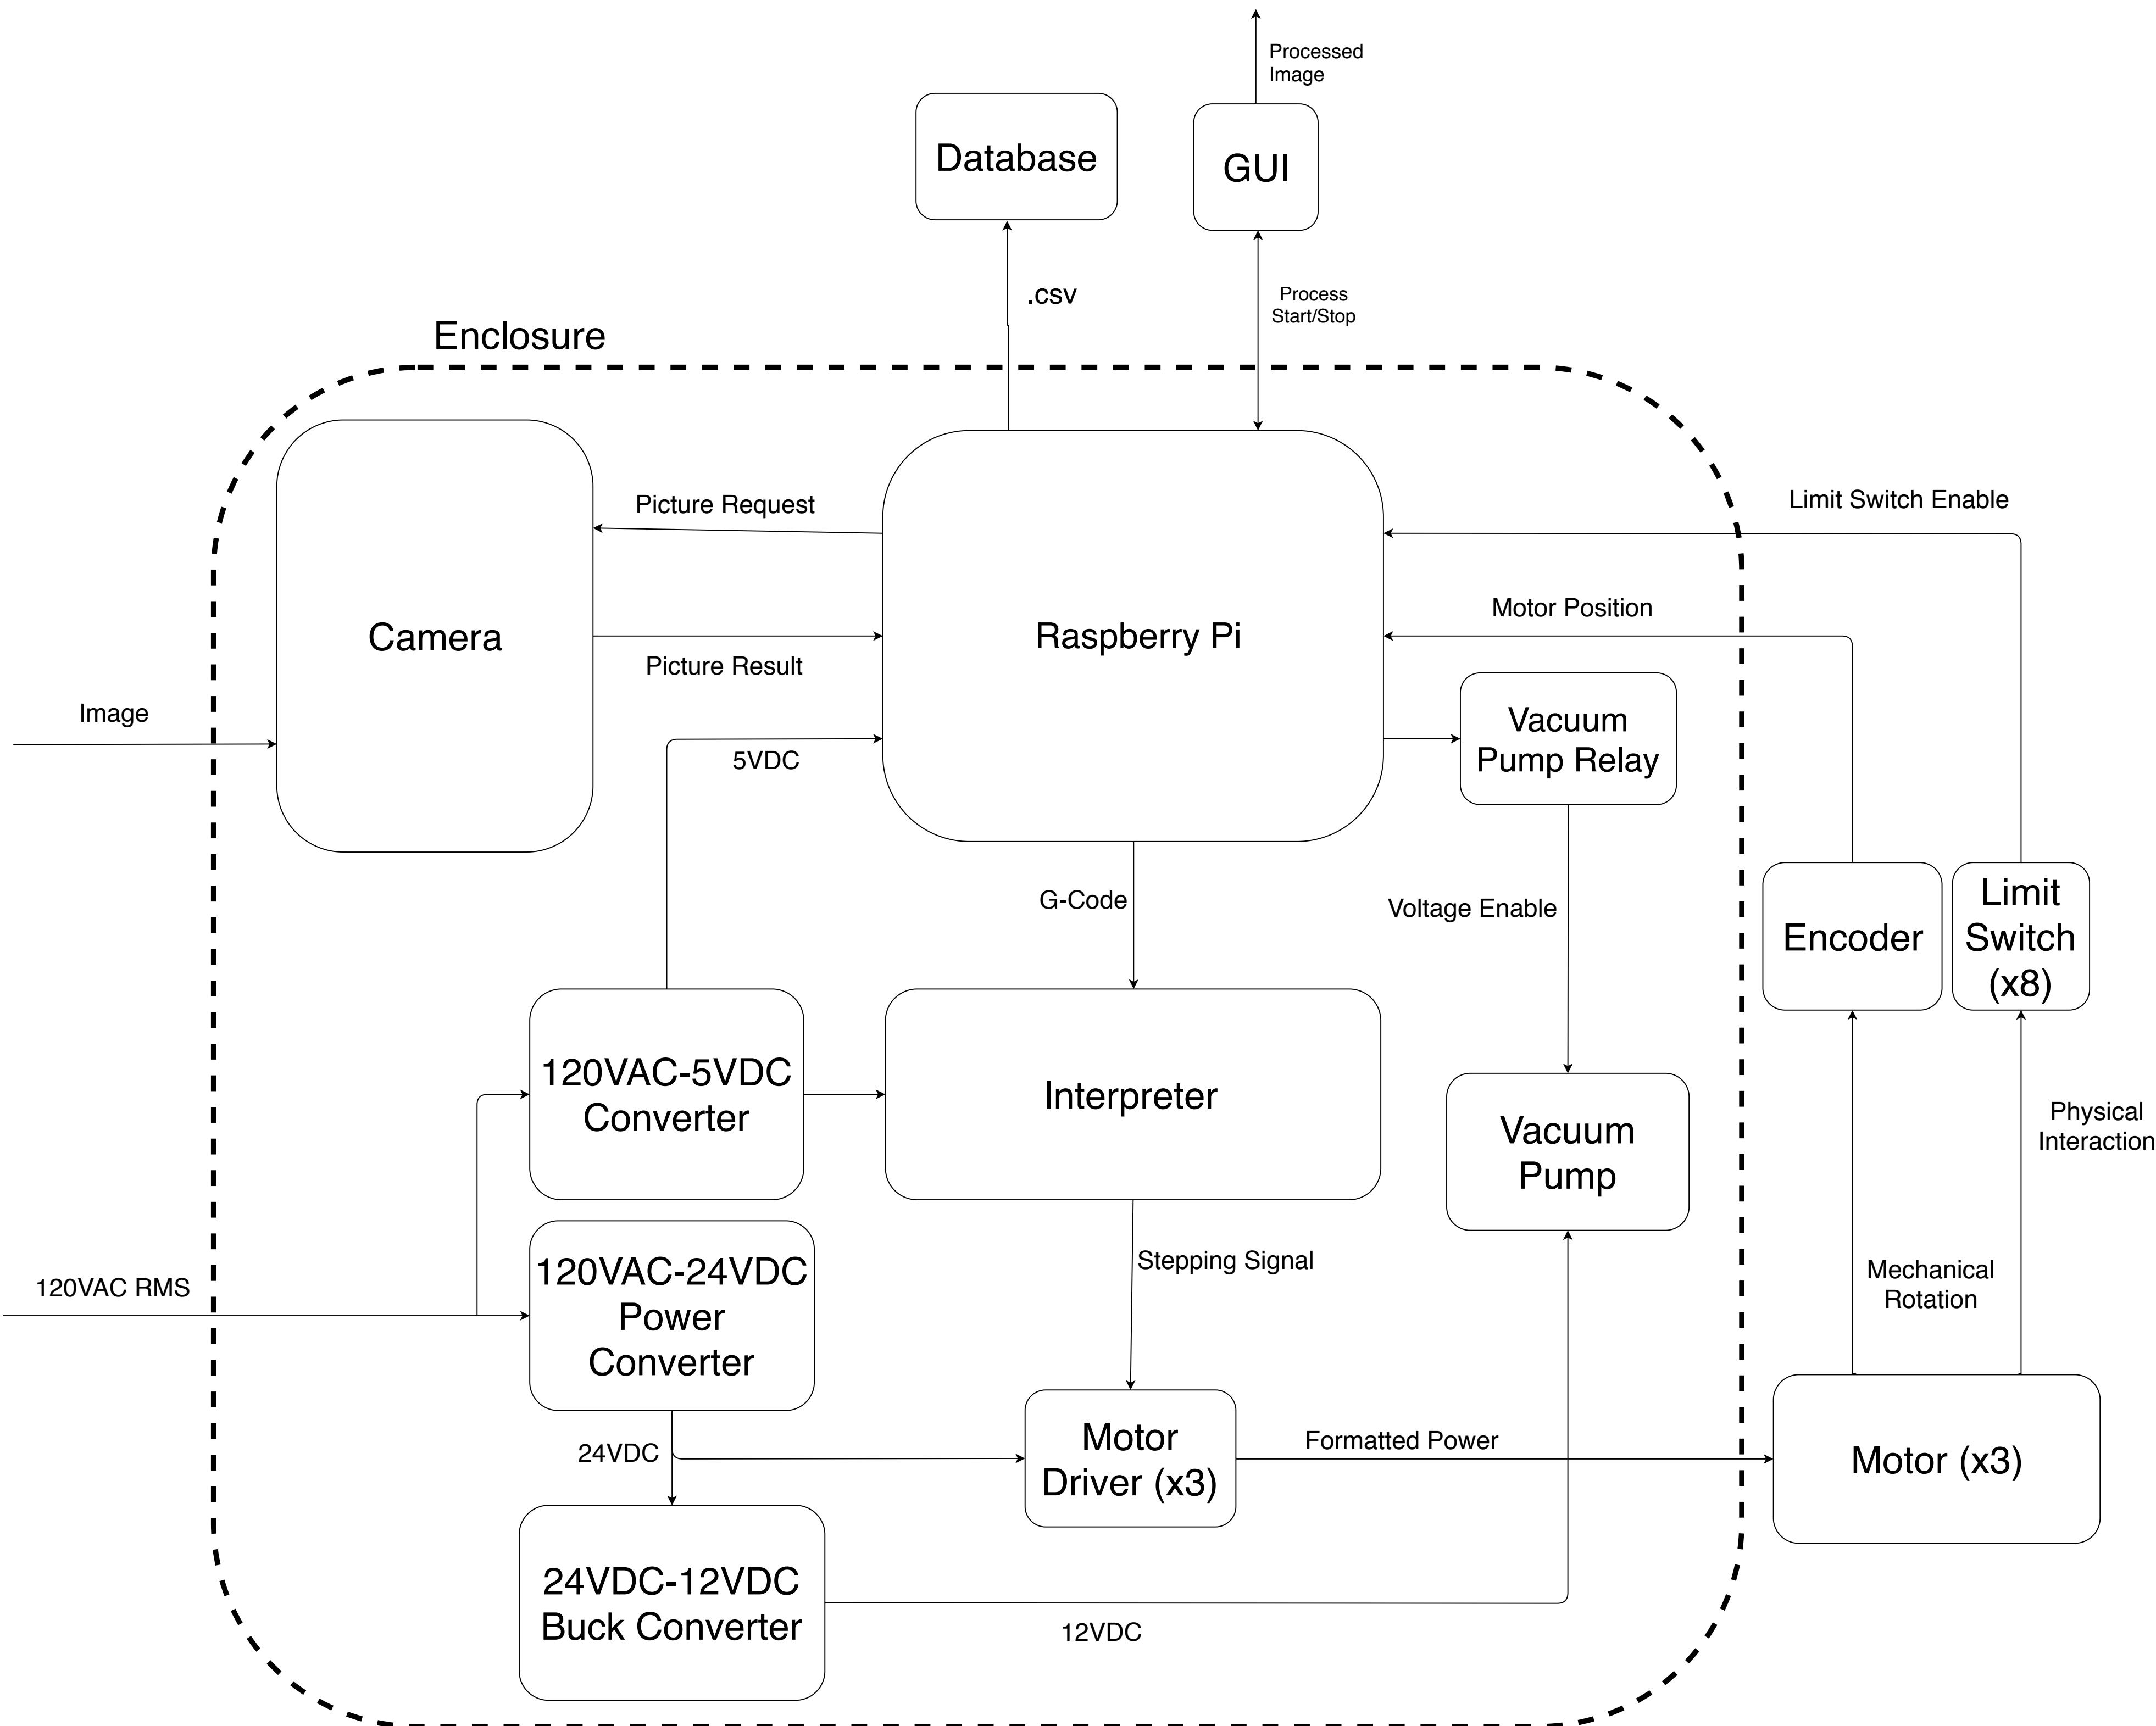 Processed
Image
Database
GUI
.csv
Process
Start/Stop
Enclosure
Picture Request
Limit Switch Enable
Camera
Raspberry Pi
Motor Position
Picture Result
Image
5VDC
Vacuum
Pump Relay
G-Code
Voltage Enable
Encoder
Limit
Switch
(x8)
120VAC-5VDC
Converter
Interpreter
Vacuum
Pump
Physical
Interaction
120VAC RMS
120VAC-24VDC
Power
Converter
Stepping Signal
Mechanical
Rotation
24VDC
Motor
Driver (x3)
Formatted Power
Motor (x3)
24VDC-12VDC
Buck Converter
12VDC